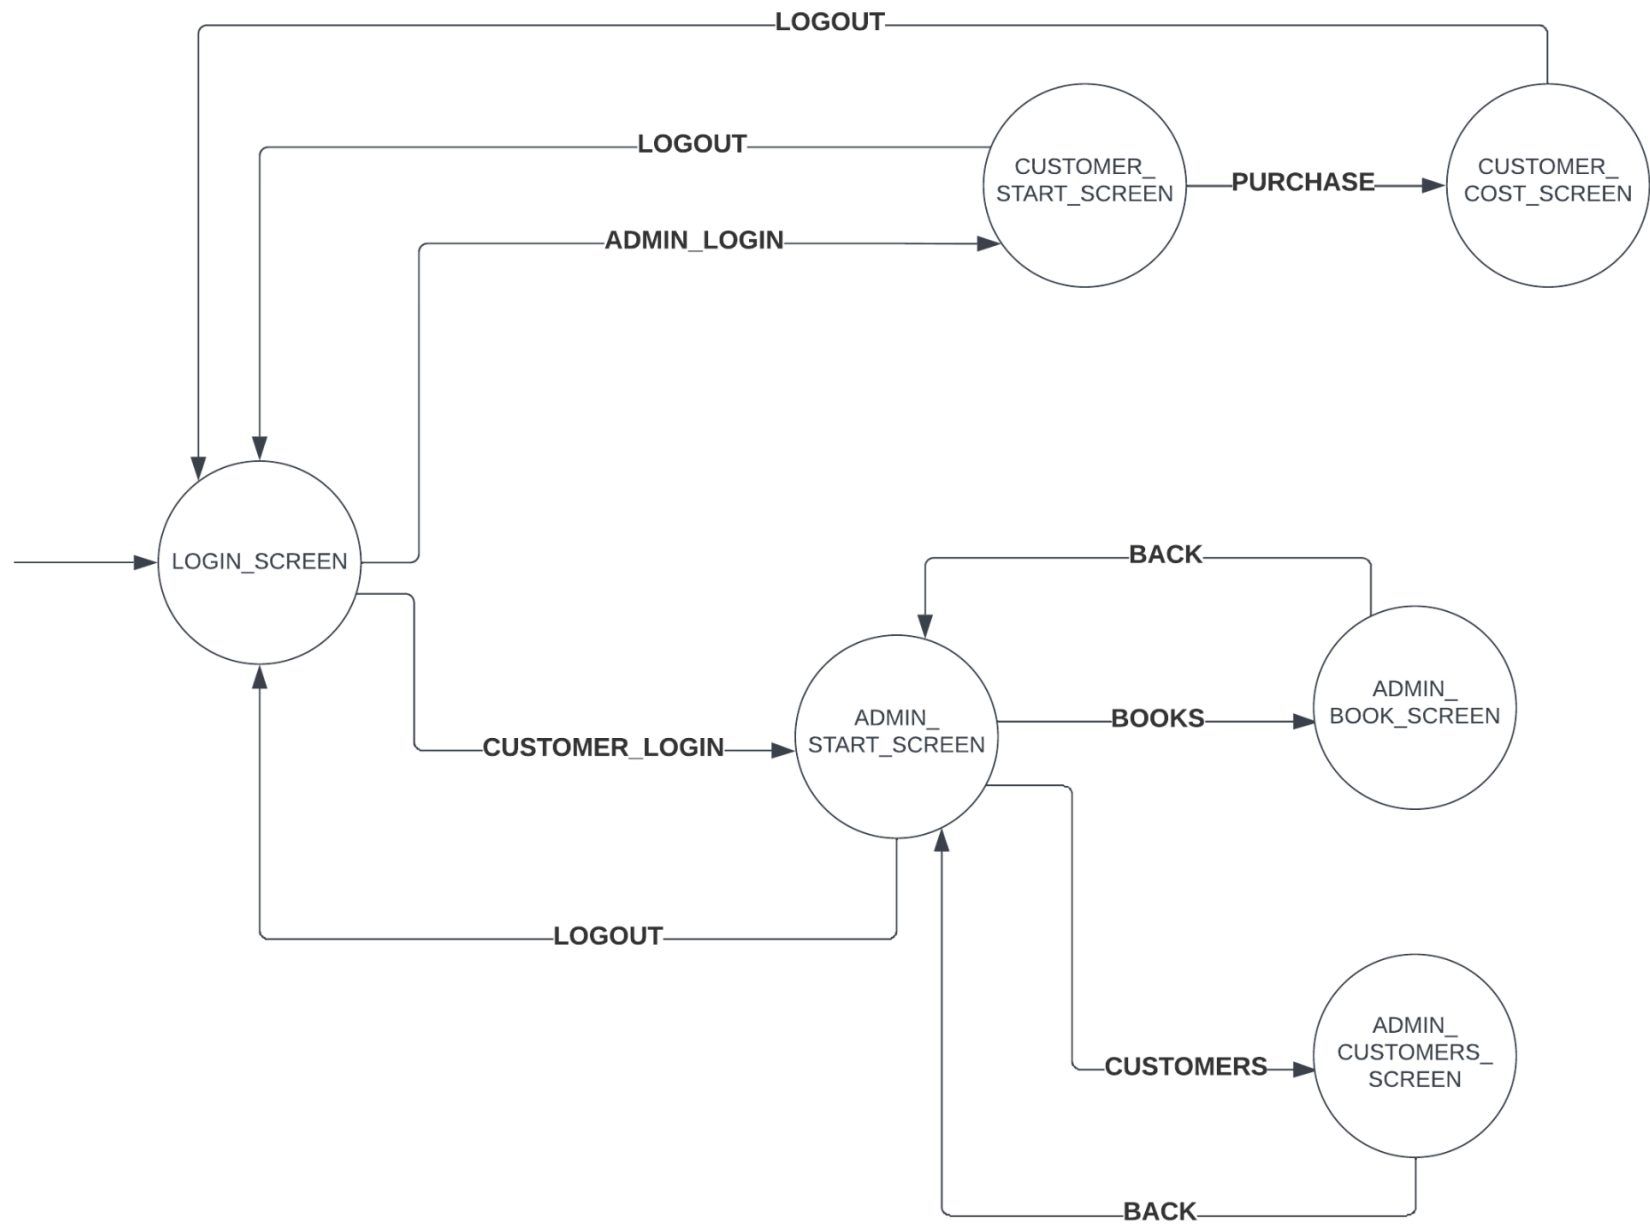 LOGOUT
LOGOUT
CUSTOMER_
START_SCREEN
PURCHASE
CUSTOMER_
COST_SCREEN
ADMIN_LOGIN
LOGIN_SCREEN
BACK
ADMIN_
START_SCREEN
BOOKS
ADMIN_
BOOK_SCREEN
CUSTOMER_LOGIN
LOGOUT
CUSTOMERS
ADMIN_
CUSTOMERS_
SCREEN
BACK